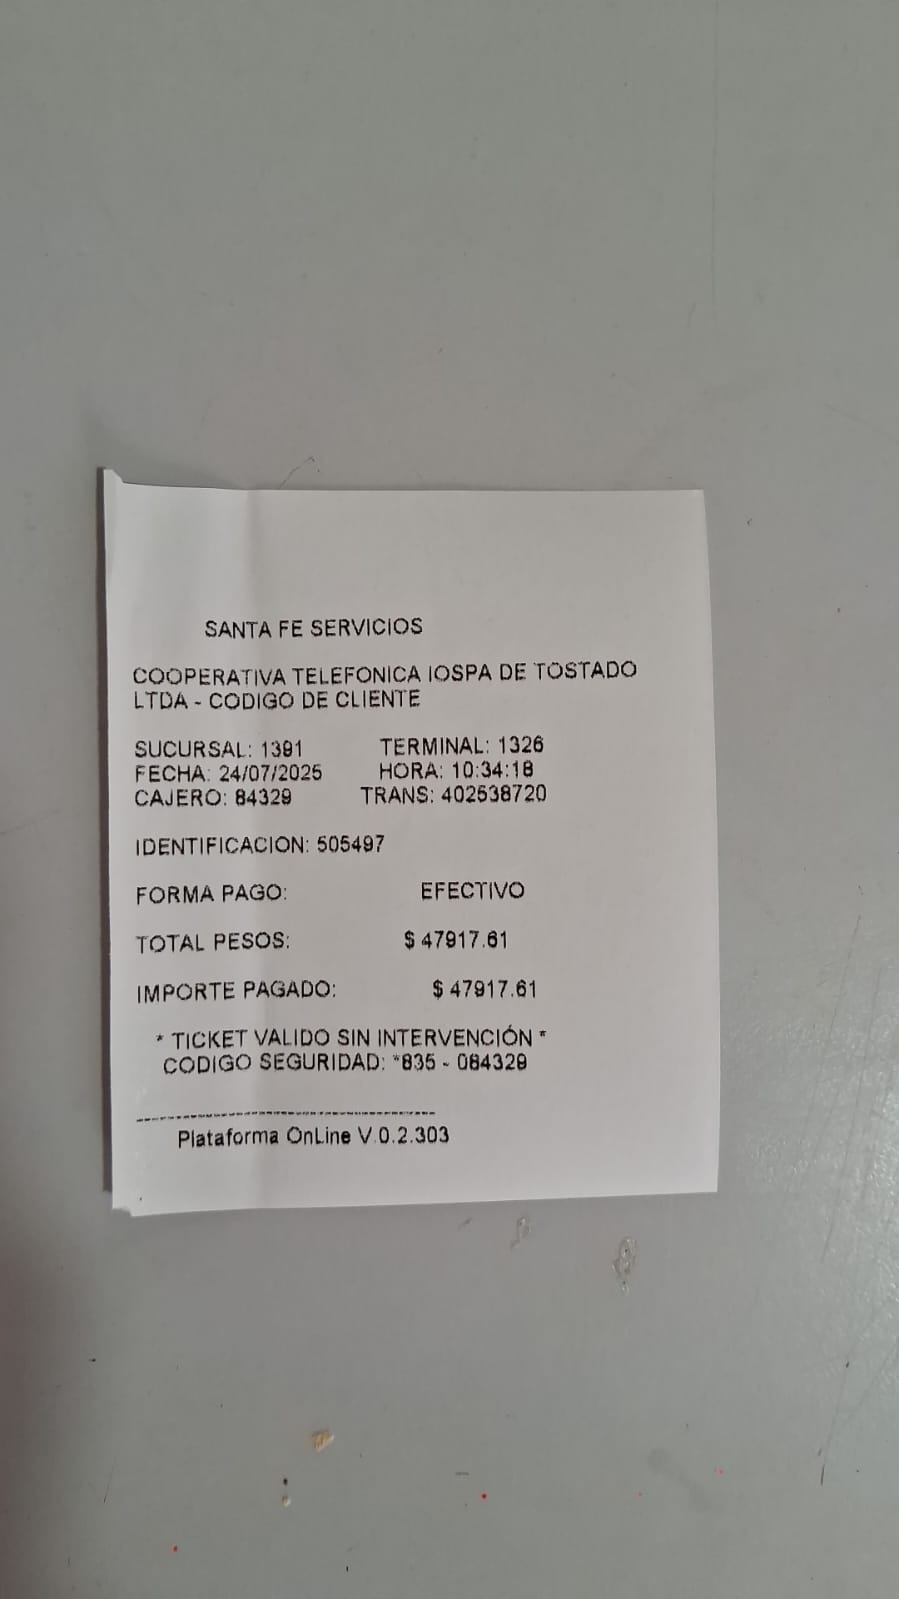 SANTA FE SERVICIOS
COOPERATIVA TELEFONICA IOSPA DE TOSTADO
LTDA - CODIGO DE CLIENTE
SUCURSAL: 1391 TERMINAL: 1326
FECHA: 24/07/2025 HORA: 10:34:18
CAJERO: 84329 TRANS: 402538720
IDENTIFICACION: 505497
FORMA PAGO: EFECTIVO
TOTAL PESOS: $ 47917.61
IMPORTE PAGADO: $ 47917.61
* TICKET VALIDO SIN INTERVENCIÓN *
CODIGO SEGURIDAD: *835 - 084329
Plataforma OnLine V.0.2.303